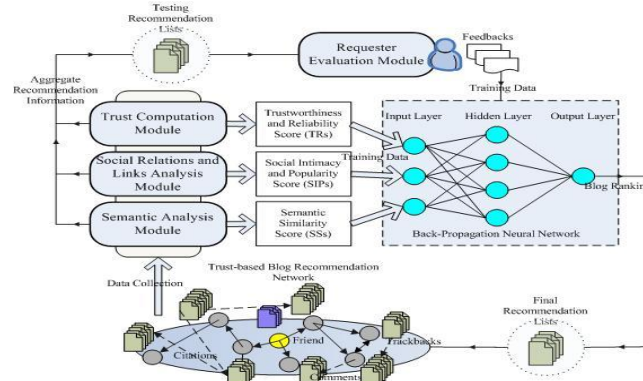 Testing
Recommendation
Lists
Requester
Evaluation Module
Feedbacks
Aggregate
Recommendation
Information
Training Data
Trust Computation
Module
Trustworthiness
and Reliability
Score (TRs)
Input Layer
Hidden Layer
Output Layer
Training Data
Social Relations and
Links Analysis
Module
Social Intimacy
and Popularity
Score (SIPs)
Blog Ranking
Semantic Analysis
Module
Semantic
Similarity
Score (SSs)
Back-Propagation Neural Network
Data Collection
Trust-based Blog Recommendation
Network
Final
Recommendation
Lists
Friend
Trackbacks
Citations
Comments